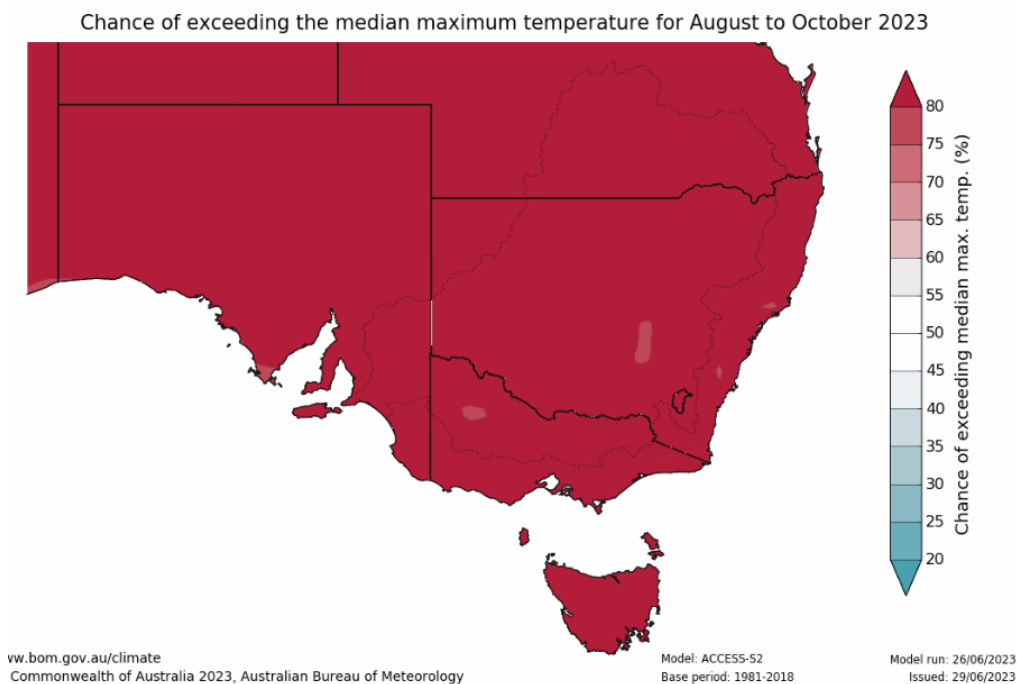 Chance of exceeding the median maximum temperature for August to October 2023
80
75
70
65
60
55
50
45
40
35
30
25
20
Chance of exceeding median max. temp. (%)
vw.bom.gov.au/climate
Commonwealth of Australia 2023, Australian Bureau of Meteorology
Model: ACCESS-S2
Base period: 1981-2018
Model run: 26/06/2023
Issued: 29/06/2023